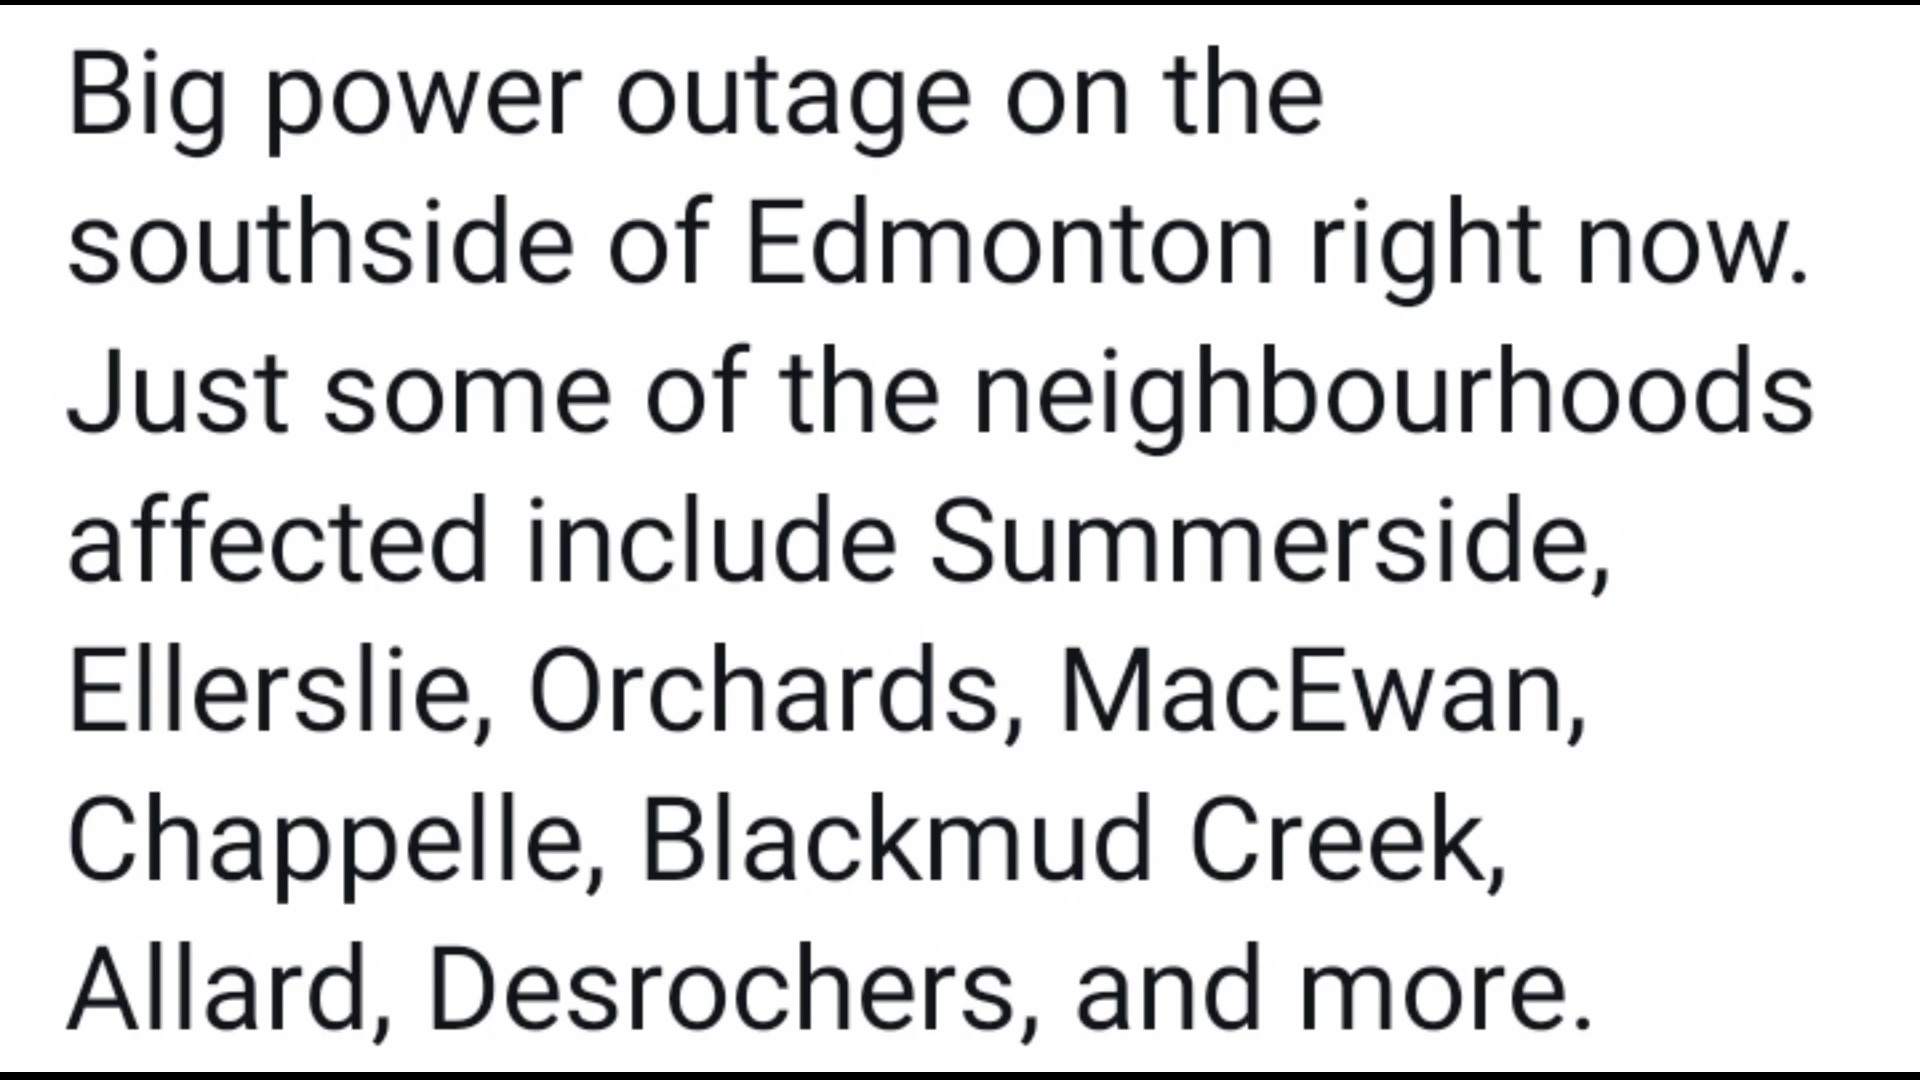 Big power outage on the
southside of Edmonton right now.
Just some of the neighbourhoods
affected include Summerside,
Ellerslie, Orchards, MacEwan,
Chappelle, Blackmud Creek,
Allard, Desrochers, and more.